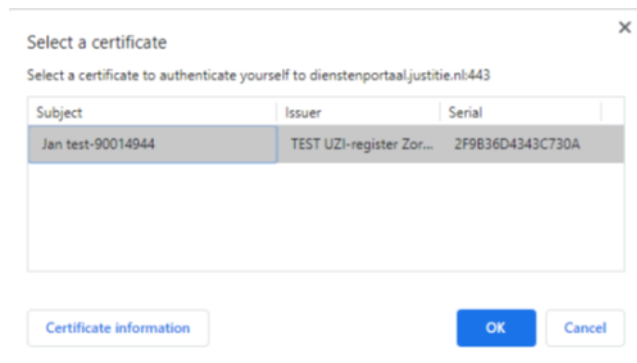 Select a certificate
Select a certificate to authenticate yourself to dienstenportaal.justitie.nl:443
Subject Issuer Serial
Jan test-90014944 TEST UZI-register Zor... 2F9B36D4343C730A
Certificate information OK Cancel